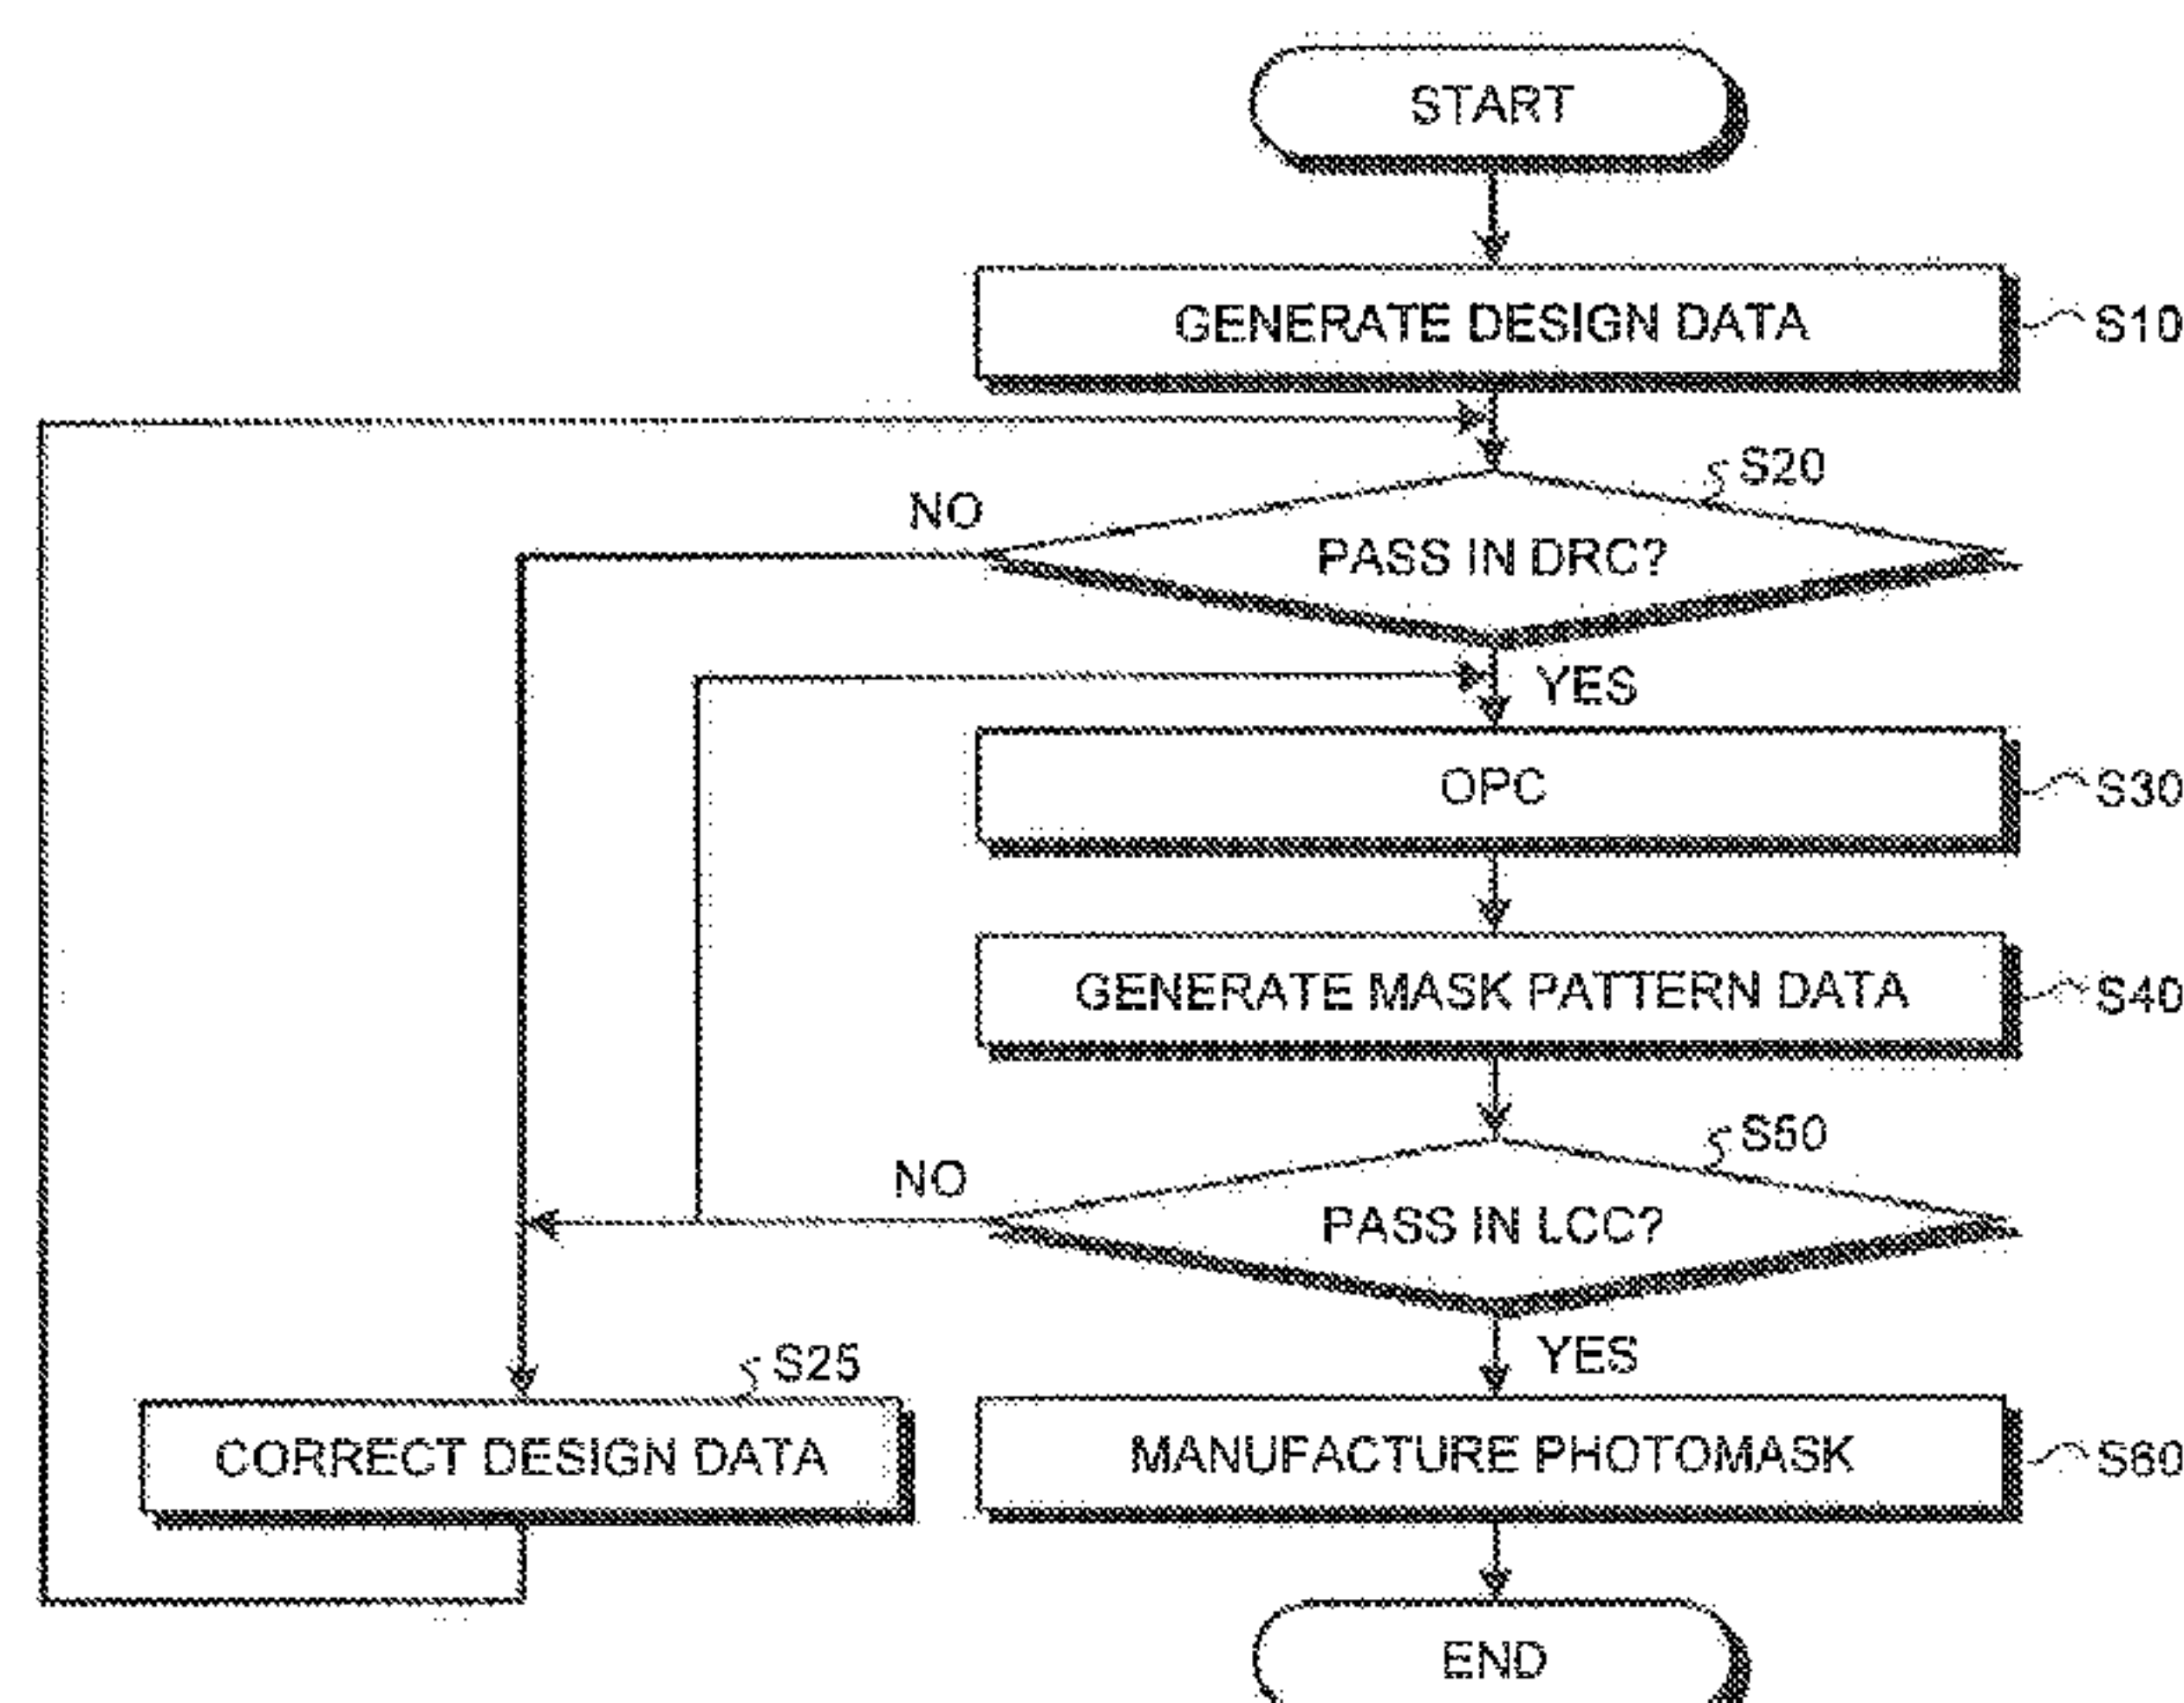 START
GENERATE DESIGN DATA
S10
S20
NO
PASS IN DRC?
YES
OPC
S30
GENERATE MASK PATTERN DATA
S40
S50
NO
PASS IN LCC?
YES
S25
CORRECT DESIGN DATA
MANUFACTURE PHOTOMASK
S60
END